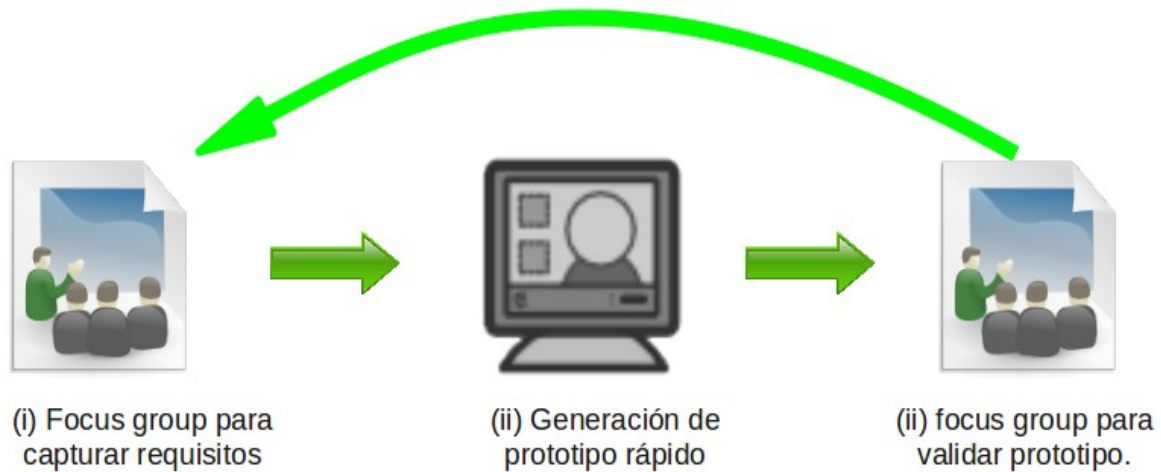 (i) Focus group para
capturar requisitos
(ii) Generación de
prototipo rápido
(ii) focus group para
validar prototipo.